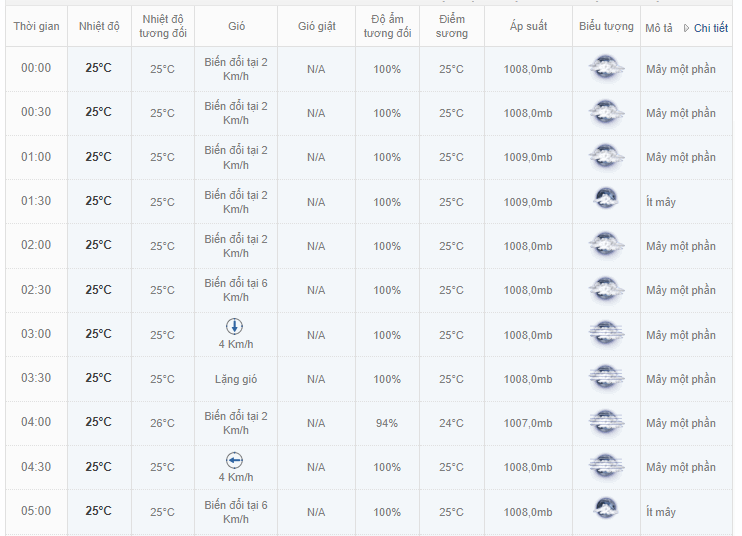 Thời gian Nhiệt độ Nhiệt độ tương đối Gió Gió giật Độ ẩm tương đối Điểm sương Áp suất Biểu tượng Mô tả Chi tiết
00:00 25°C 25°C Biến đổi tại 2 Km/h N/A 100% 25°C 1008,0mb Mây một phần
00:30 25°C 25°C Biến đổi tại 2 Km/h N/A 100% 25°C 1008,0mb Mây một phần
01:00 25°C 25°C Biến đổi tại 2 Km/h N/A 100% 25°C 1009,0mb Mây một phần
01:30 25°C 25°C Biến đổi tại 2 Km/h N/A 100% 25°C 1009,0mb Ít mây
02:00 25°C 25°C Biến đổi tại 2 Km/h N/A 100% 25°C 1008,0mb Mây một phần
02:30 25°C 25°C Biến đổi tại 6 Km/h N/A 100% 25°C 1008,0mb Mây một phần
03:00 25°C 25°C 4 Km/h N/A 100% 25°C 1008,0mb Mây một phần
03:30 25°C 25°C Lặng gió N/A 100% 25°C 1008,0mb Mây một phần
04:00 25°C 26°C Biến đổi tại 2 Km/h N/A 94% 24°C 1007,0mb Mây một phần
04:30 25°C 25°C 4 Km/h N/A 100% 25°C 1008,0mb Mây một phần
05:00 25°C 25°C Biến đổi tại 6 Km/h N/A 100% 25°C 1008,0mb Ít mây